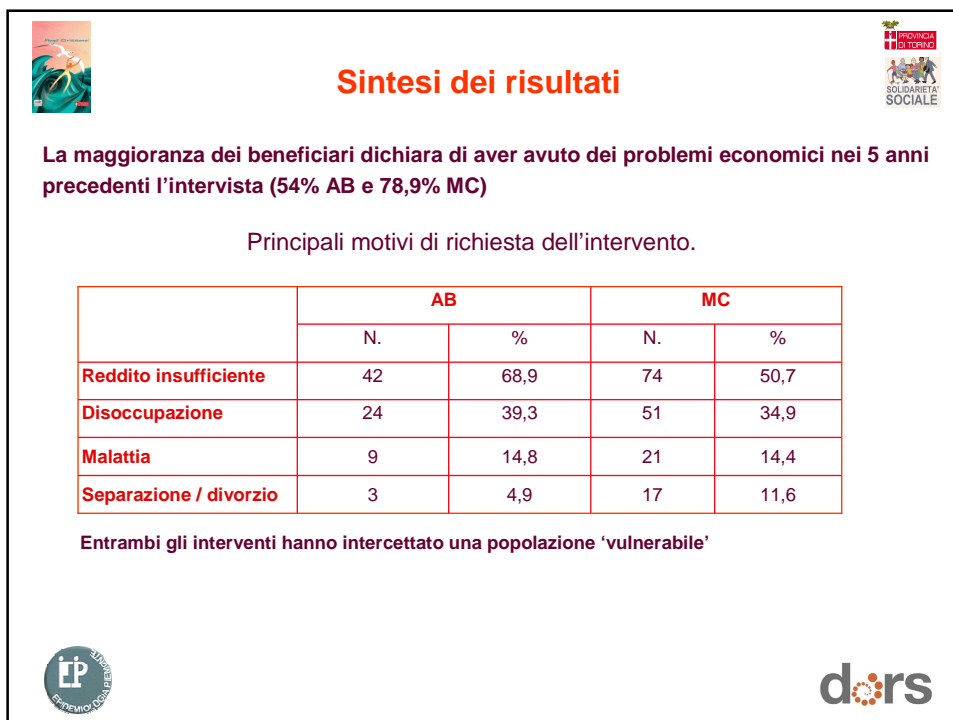 PROVINCIA
DI TORINO
Sintesi dei risultati
SOLIDARIETA'
SOCIALE
La maggioranza dei beneficiari dichiara di aver avuto dei problemi economici nei 5 anni
precedenti l'intervista (54% AB e 78,9% MC)
Principali motivi di richiesta dell'intervento.
AB MC
N. % N. %
Reddito insufficiente 42 68,9 74 50,7
Disoccupazione 24 39,3 51 34,9
Malattia 9 14,8 21 14,4
Separazione / divorzio 3 4,9 17 11,6
Entrambi gli interventi hanno intercettato una popolazione ‘vulnerabile’
EPIDEMIOLOGIA PIEMONTE
dors